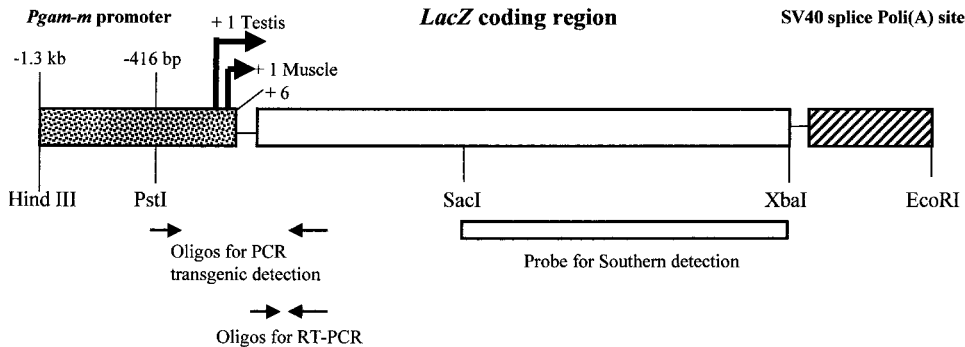 Pgam-m promoter
+ 1 Testis
LacZ coding region
SV40 splice Poli(A) site
-1.3 kb
-416 bp
+ 1 Muscle
+ 6
Hind III
PstI
SacI
XbaI
EcoRI
Oligos for PCR
transgenic detection
Probe for Southern detection
Oligos for RT-PCR